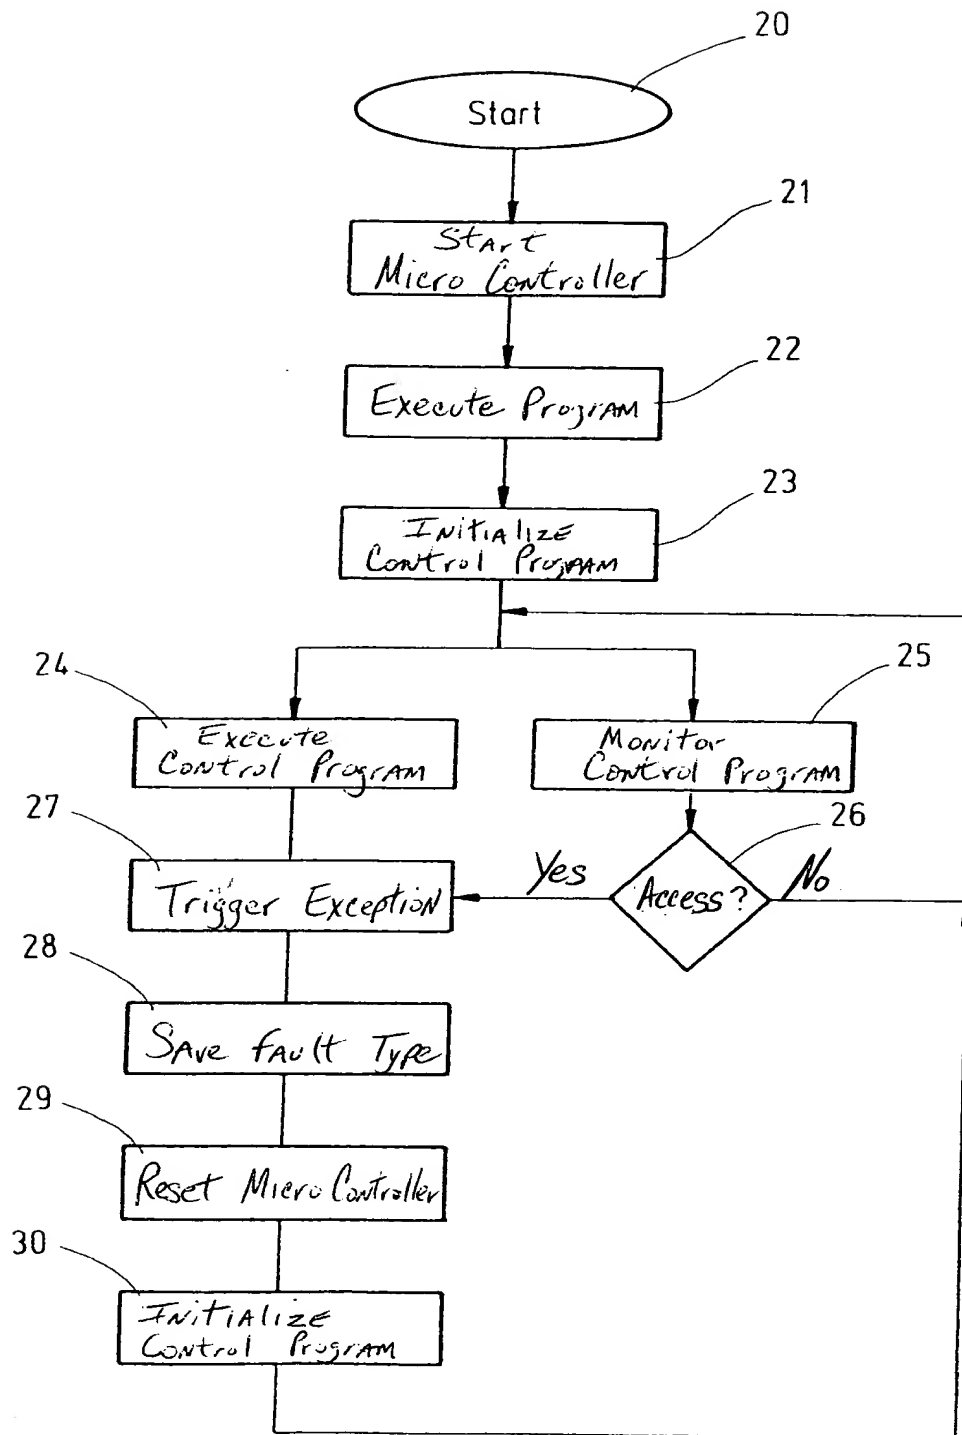 20
Start
21
Start
Micro Controller
22
Execute Program
23
Initialize
Control Program
24
25
Execute
Control Program
Monitor
Control Program
27
26
Trigger Exception
Yes
Access?
No
28
Save Fault Type
29
Reset Micro Controller
30
Initialize
Control Program